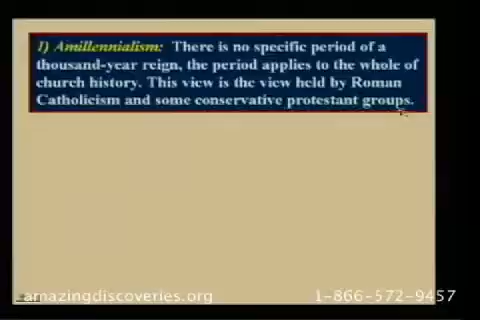 1) Amillennialism: There is no specific period of a
thousand-year reign, the period applies to the whole of
church history. This view is the view held by Roman
Catholicism and some conservative protestant groups.
amazingdiscoveries.org 1-866-572-9457